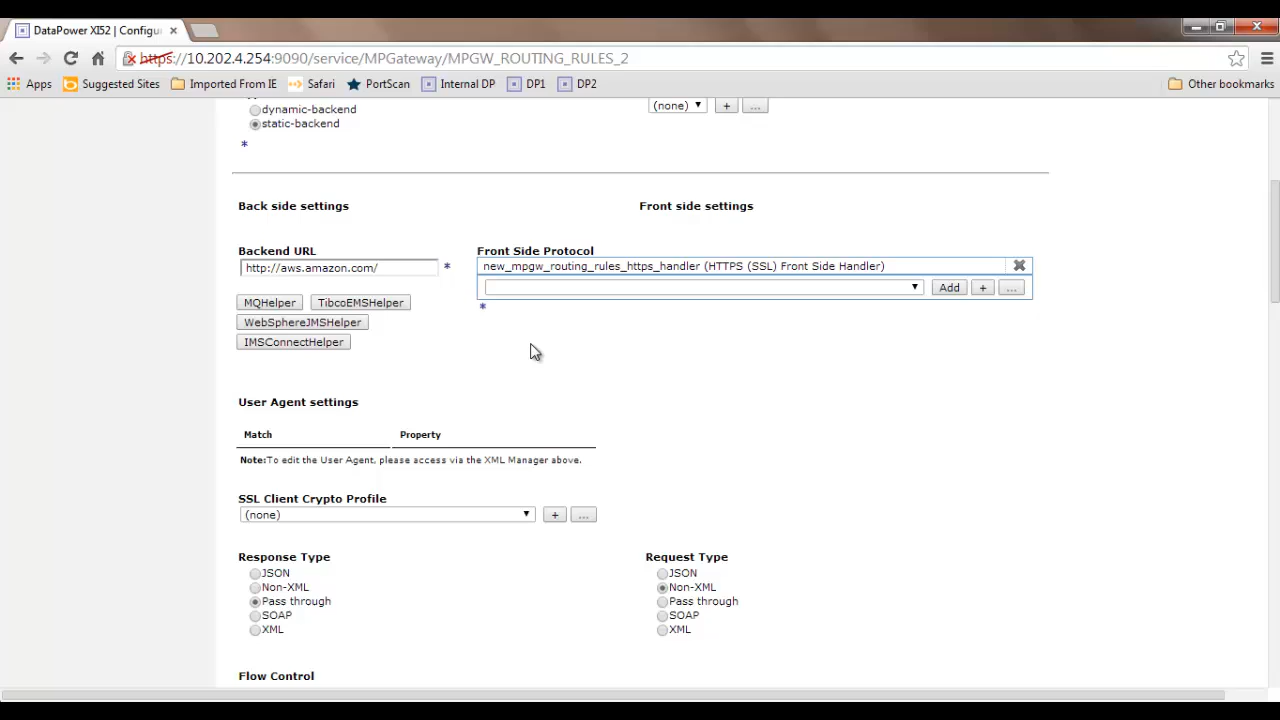 DataPower XI52 | Configu
https://10.202.4.254:9090/service/MPGateway/MPGW_ROUTING_RULES_2
Apps Suggested Sites Imported From IE Safari PortScan Internal DP DP1 DP2 Other bookmarks
dynamic-backend
(none) + ...
static-backend
*
Back side settings Front side settings
Backend URL Front Side Protocol
http://aws.amazon.com/ * new_mpgw_routing_rules_https_handler (HTTPS (SSL) Front Side Handler)
Add + ...
MQHelper TibcoEMSHelper *
WebSphereJMSHelper
IMSConnectHelper
User Agent settings
Match Property
Note:To edit the User Agent, please access via the XML Manager above.
SSL Client Crypto Profile
(none) + ...
Response Type Request Type
JSON JSON
Non-XML Non-XML
Pass through Pass through
SOAP SOAP
XML XML
Flow Control